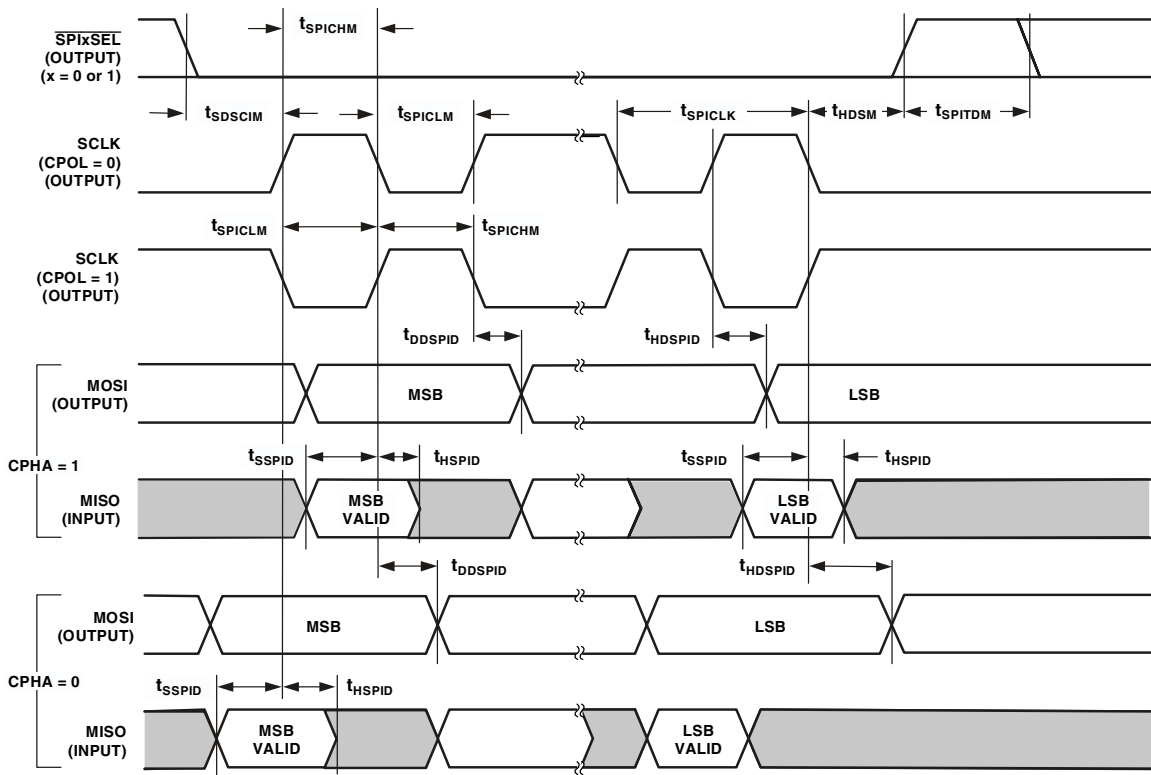 SPIxSEL
(OUTPUT)
(x = 0 or 1)
tSPICHM
tSDSCIM
tSPICLM
tSPICLK
tHDSM
tSPITDM
SCLK
(CPOL = 0)
(OUTPUT)
tSPICLM
tSPICHM
SCLK
(CPOL = 1)
(OUTPUT)
tDDSPID
tHDSPID
MOSI
(OUTPUT)
MSB
LSB
CPHA = 1
tSSPID
tHSPID
tSSPID
tHSPID
MISO
(INPUT)
MSB
VALID
LSB
VALID
tDDSPID
tHDSPID
MOSI
(OUTPUT)
MSB
LSB
CPHA = 0
tSSPID
tHSPID
MISO
(INPUT)
MSB
VALID
LSB
VALID